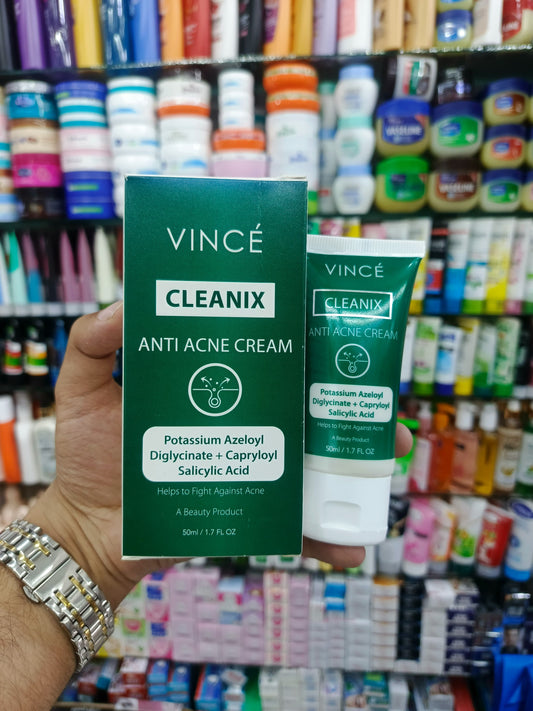 VINCÉ
CLEANIX
ANTI ACNE CREAM
Potassium Azeloyl
Diglycinate + Capryloyl
Salicylic Acid
Helps to Fight Against Acne
A Beauty Product
50ml / 1.7 FL OZ
VINCÉ
CLEANIX
ANTI ACNE CREAM
Potassium Azeloyl
Diglycinate + Capryloyl
Salicylic Acid
Helps to Fight Against Acne
A Beauty Product
50ml / 1.7 FL OZ
Vaseline